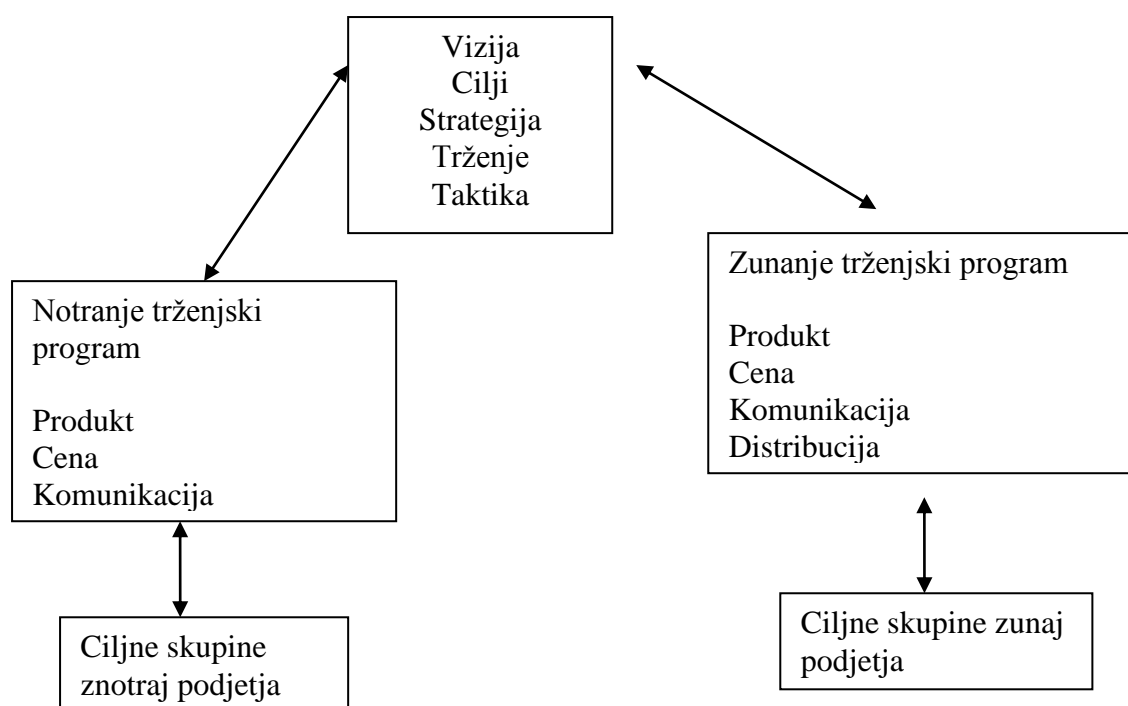 Vizija
Cilji
Strategija
Trženje
Taktika
Notranje trženjski
program
Produkt
Cena
Komunikacija
Zunanje trženjski program
Produkt
Cena
Komunikacija
Distribucija
Ciljne skupine
znotraj podjetja
Ciljne skupine zunaj
podjetja